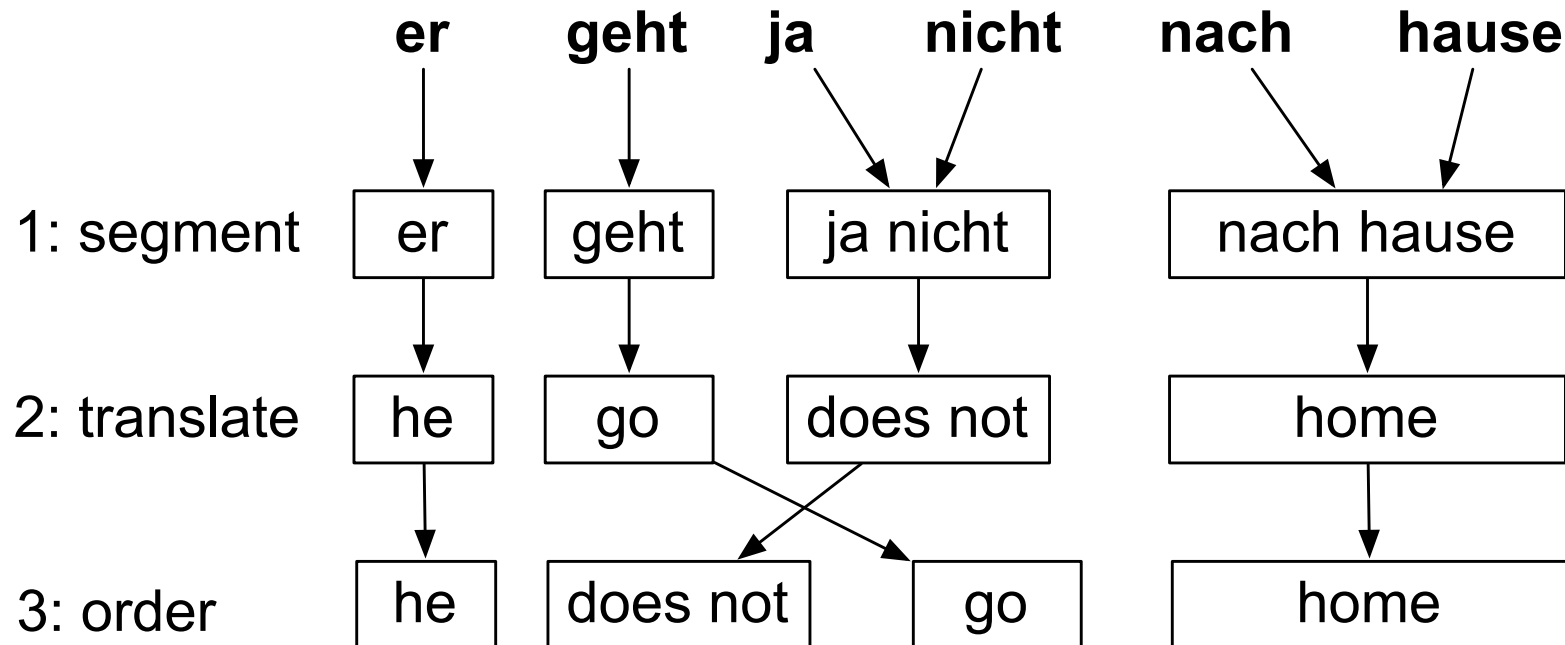 er geht ja nicht nach hause
1: segment er geht ja nicht nach hause
2: translate he go does not home
3: order he does not go home